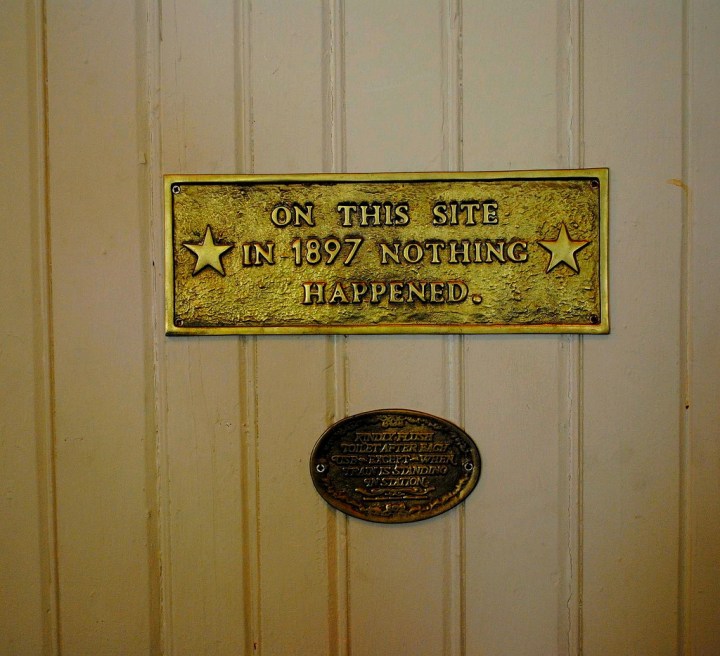 ON THIS SITE
IN 1897 NOTHING
HAPPENED.
KINDLY FLUSH
TOILET AFTER EACH
USE EXCEPT WHEN
TRAIN IS STANDING
IN STATION